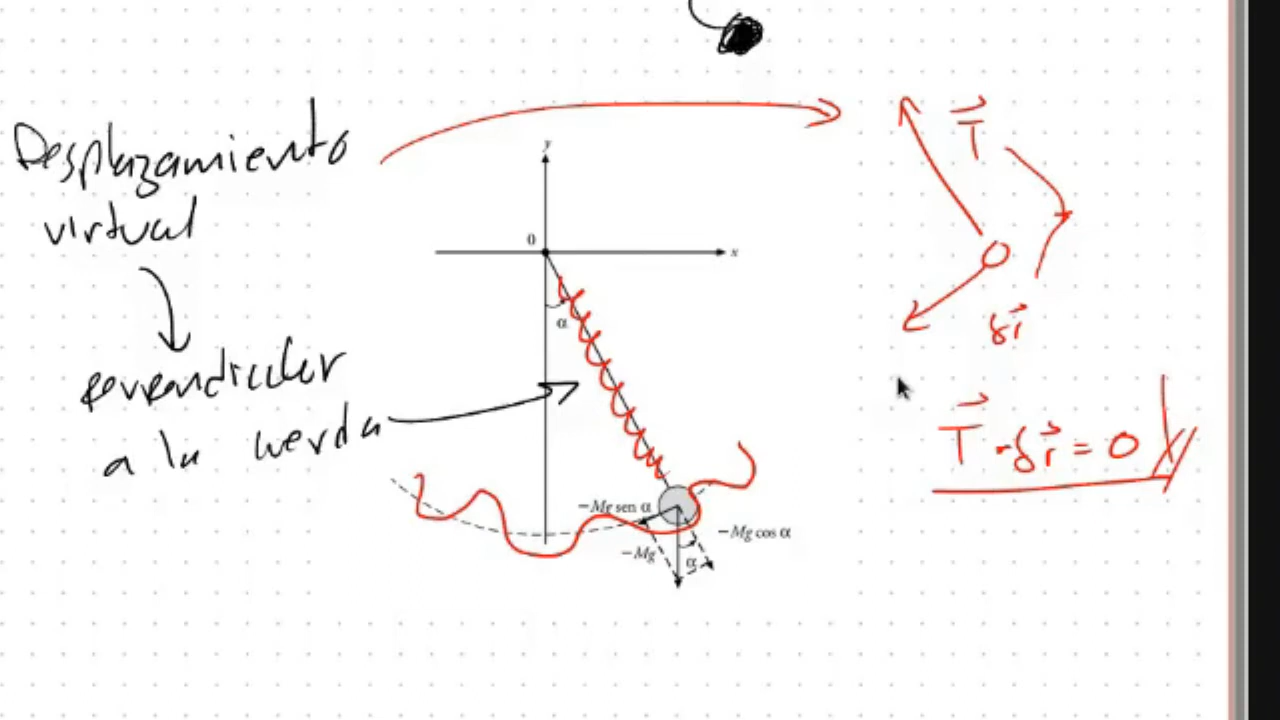 Desplazamiento
virtual
perpendicular
a la cuerda
y
0
x
α
−Mg sen α
−Mg cos α
−Mg
α
T⃗
δr⃗
T⃗ · δr⃗ = 0